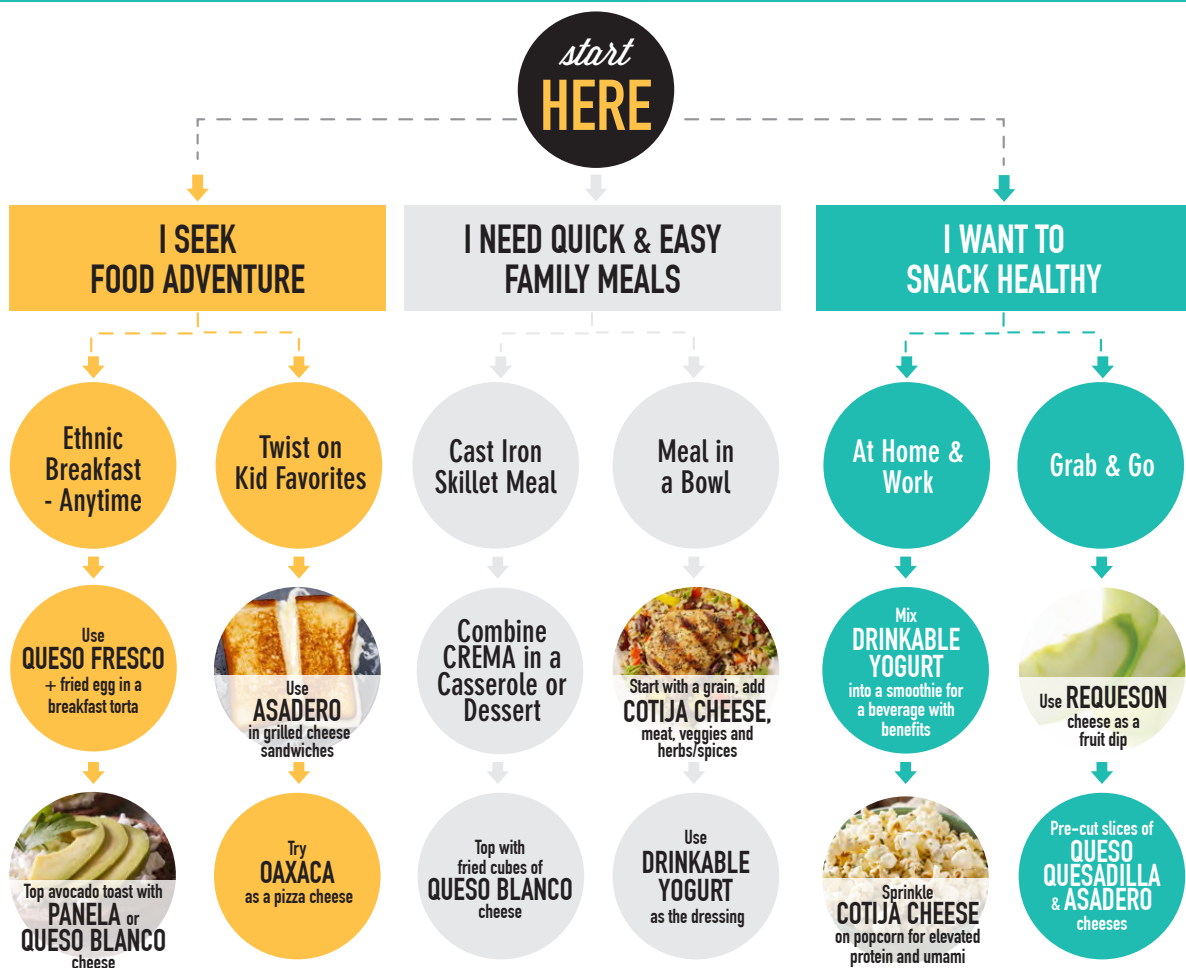 start
HERE
I SEEK
FOOD ADVENTURE
I NEED QUICK & EASY
FAMILY MEALS
I WANT TO
SNACK HEALTHY
Ethnic
Breakfast
- Anytime
Twist on
Kid Favorites
Cast Iron
Skillet Meal
Meal in
a Bowl
At Home &
Work
Grab & Go
Use
QUESO FRESCO
+ fried egg in a
breakfast torta
Use
ASADERO
in grilled cheese
sandwiches
Combine
CREMA in a
Casserole or
Dessert
Start with a grain, add
COTIJA CHEESE,
meat, veggies and
herbs/spices
Mix
DRINKABLE
YOGURT
into a smoothie for
a beverage with
benefits
Use REQUESON
cheese as a
fruit dip
Top avocado toast with
PANELA or
QUESO BLANCO
cheese
Try
OAXACA
as a pizza cheese
Top with
fried cubes of
QUESO BLANCO
cheese
Use
DRINKABLE
YOGURT
as the dressing
Sprinkle
COTIJA CHEESE
on popcorn for elevated
protein and umami
Pre-cut slices of
QUESO
QUESADILLA
& ASADERO
cheeses